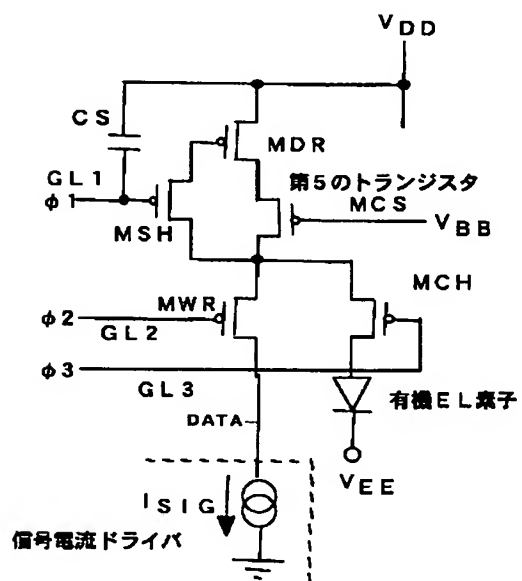 VDD
CS
MDR
GL1
第5のトランジスタ
φ1
MCS
VBB
MSH
MCH
MWR
φ2
GL2
φ3
GL3
有機EL素子
DATA
VEE
ISIG
信号電流ドライバ